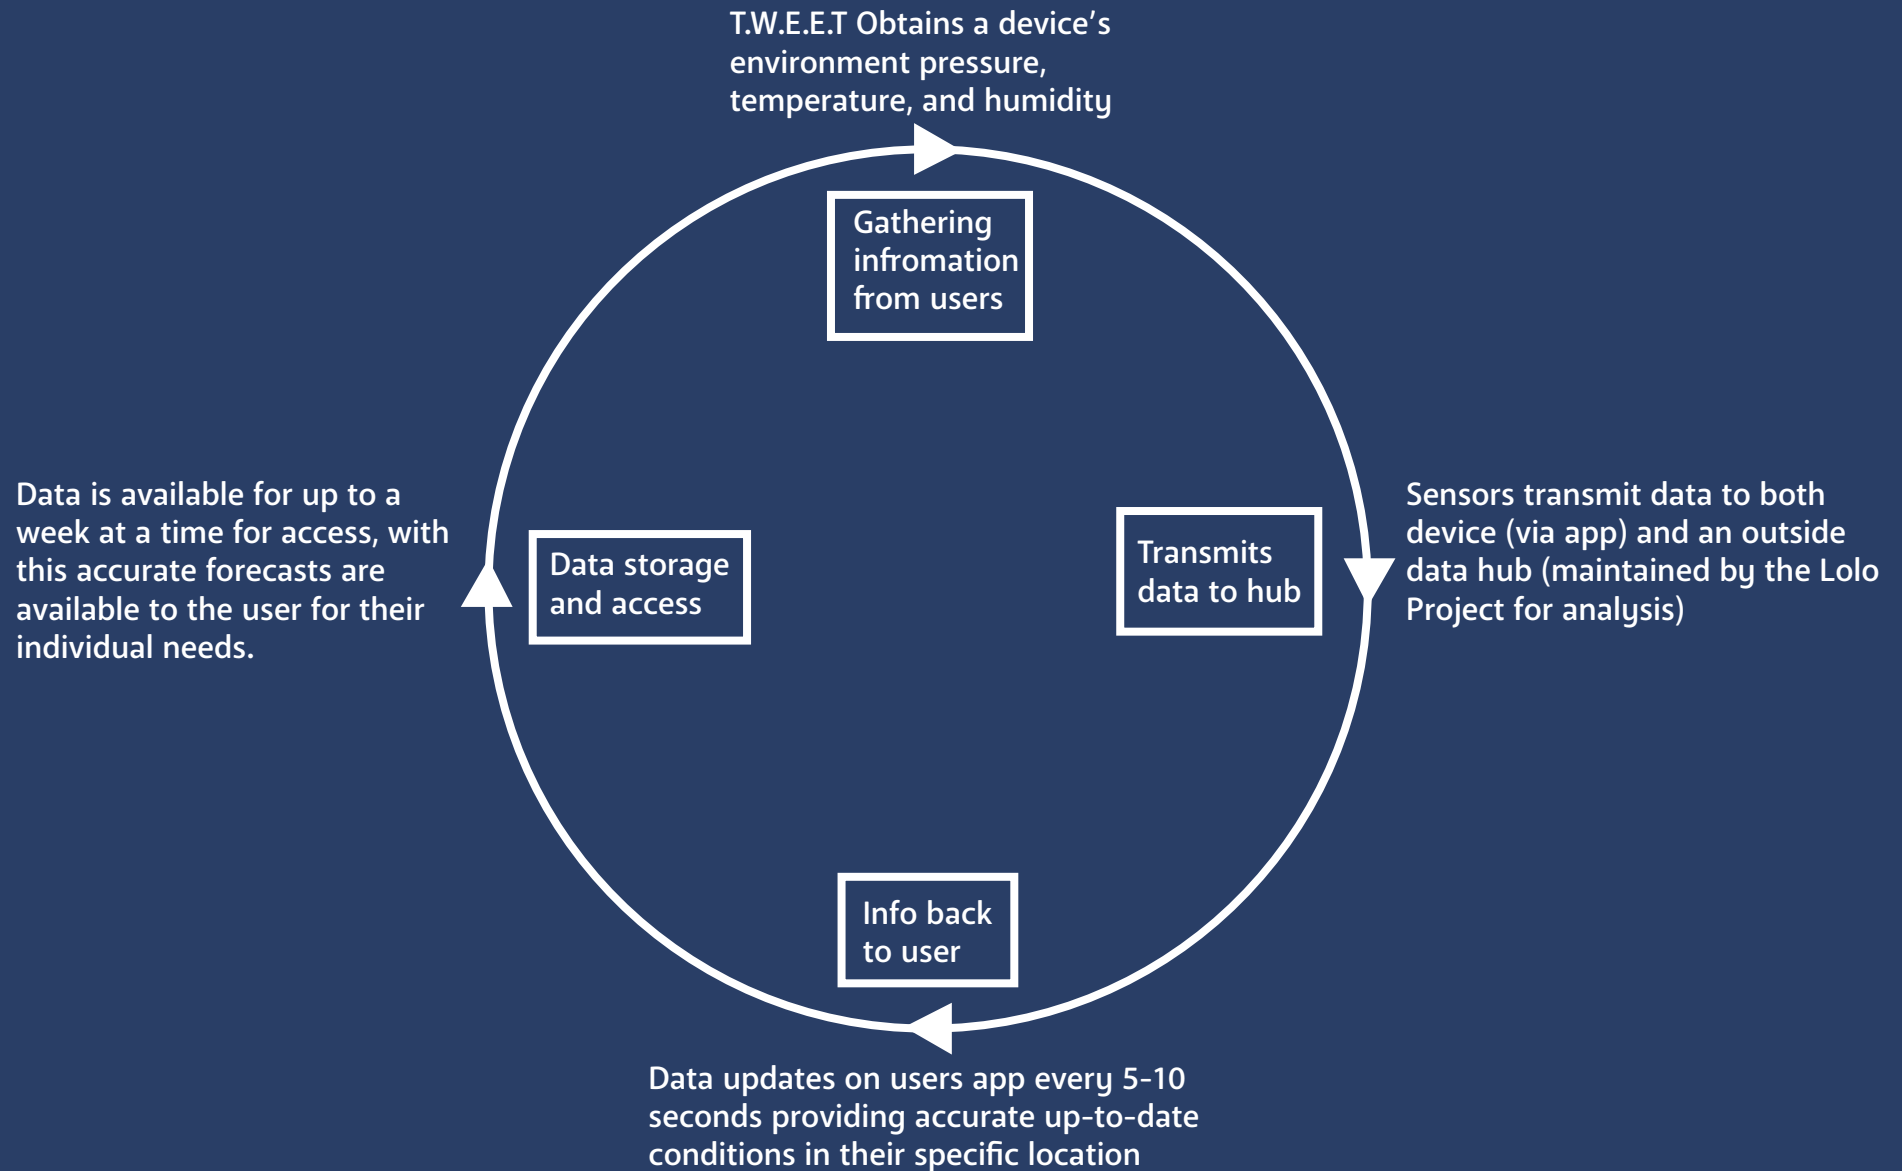 T.W.E.E.T Obtains a device's
environment pressure,
temperature, and humidity
Gathering
infromation
from users
Sensors transmit data to both
device (via app) and an outside
data hub (maintained by the Lolo
Project for analysis)
Transmits
data to hub
Info back
to user
Data updates on users app every 5-10
seconds providing accurate up-to-date
conditions in their specific location
Data storage
and access
Data is available for up to a
week at a time for access, with
this accurate forecasts are
available to the user for their
individual needs.